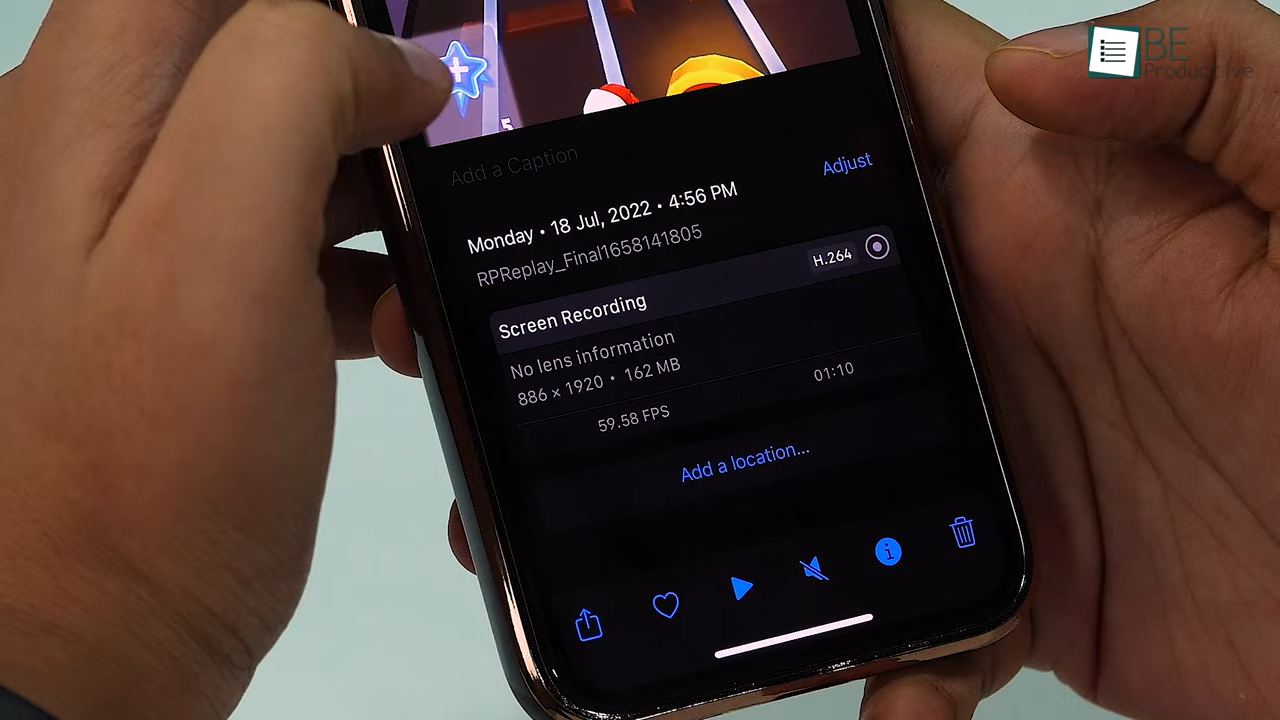 BE
Productive
5
Add a Caption
Adjust
Monday • 18 Jul, 2022 • 4:56 PM
RPReplay_Final1658141805
Screen Recording
H.264
No lens information
886 × 1920 • 162 MB
59.58 FPS
01:10
Add a location...